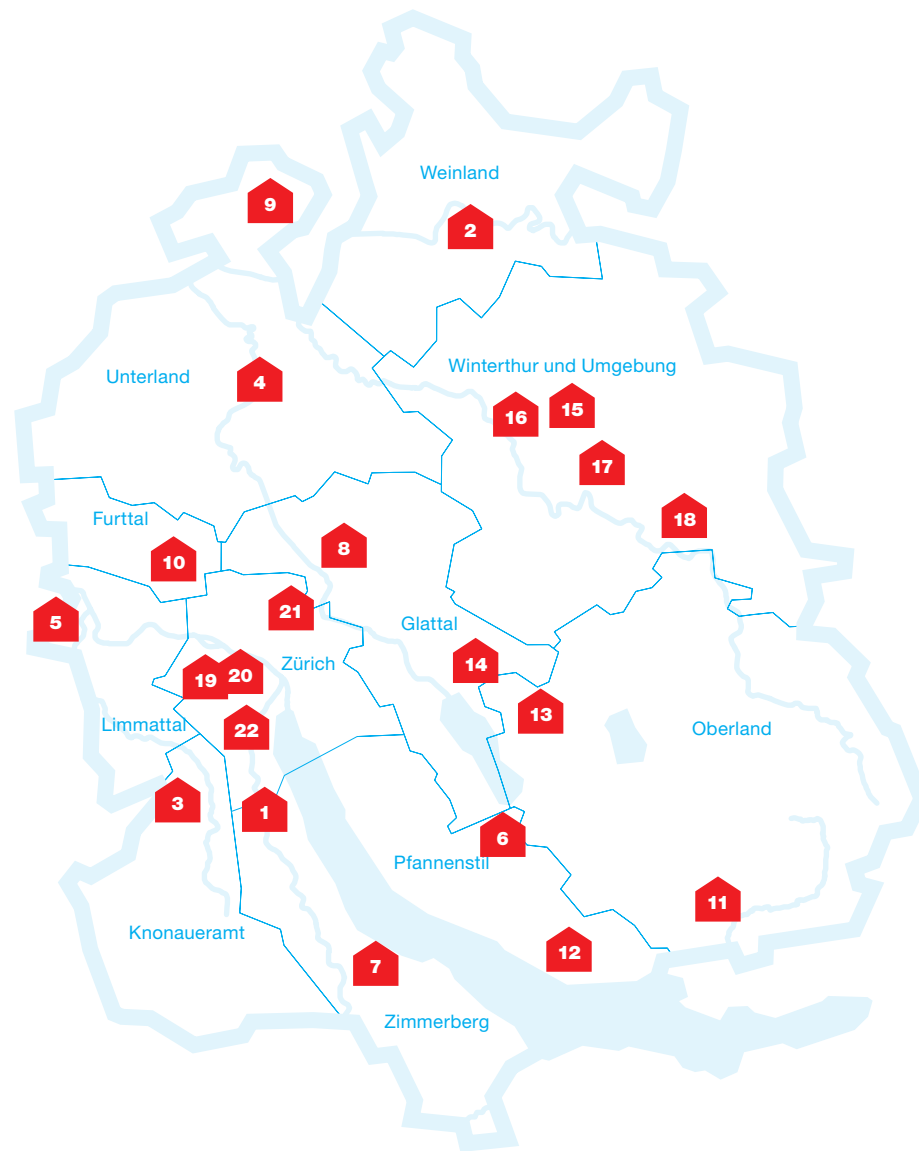 Weinland
9
2
Winterthur und Umgebung
Unterland
4
16
15
17
Furttal
18
8
10
21
5
Glattal
14
Zürich
19
20
13
Limmattal
22
Oberland
3
1
6
Pfannenstil
11
Knonaueramt
12
7
Zimmerberg